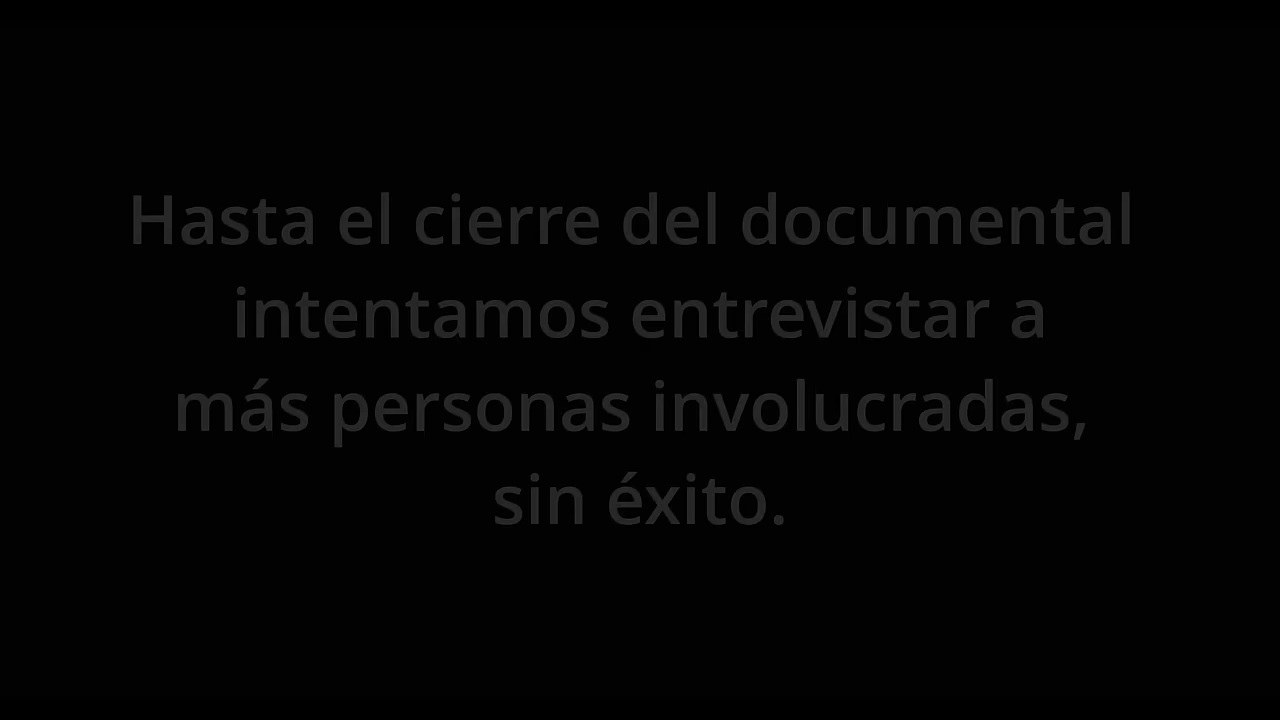 Hasta el cierre del documental
intentamos entrevistar a
más personas involucradas,
sin éxito.